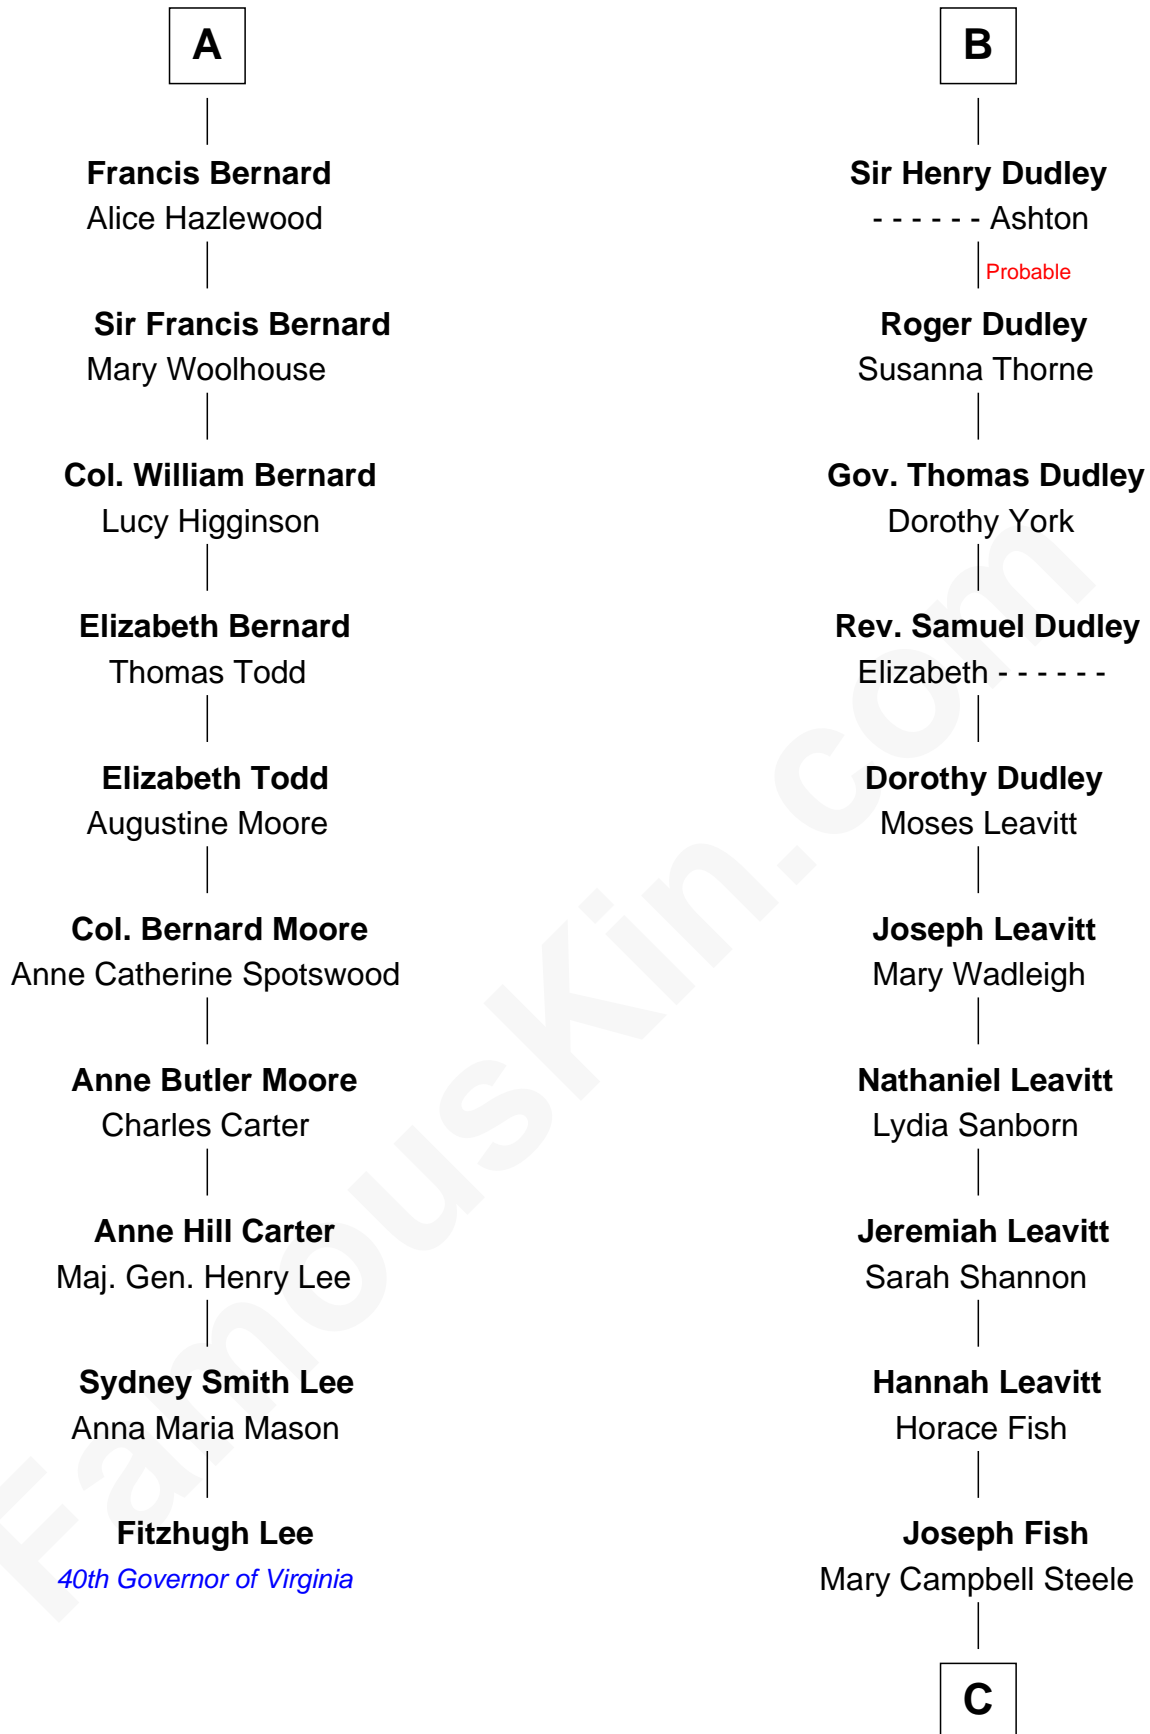 A
Francis Bernard
Alice Hazlewood
Sir Francis Bernard
Mary Woolhouse
Col. William Bernard
Lucy Higginson
Elizabeth Bernard
Thomas Todd
Elizabeth Todd
Augustine Moore
Col. Bernard Moore
Anne Catherine Spotswood
Anne Butler Moore
Charles Carter
Anne Hill Carter
Maj. Gen. Henry Lee
Sydney Smith Lee
Anna Maria Mason
Fitzhugh Lee
40th Governor of Virginia
B
Sir Henry Dudley
- - - - - - Ashton
Probable
Roger Dudley
Susanna Thorne
Gov. Thomas Dudley
Dorothy York
Rev. Samuel Dudley
Elizabeth - - - - - -
Dorothy Dudley
Moses Leavitt
Joseph Leavitt
Mary Wadleigh
Nathaniel Leavitt
Lydia Sanborn
Jeremiah Leavitt
Sarah Shannon
Hannah Leavitt
Horace Fish
Joseph Fish
Mary Campbell Steele
C
FamousKin.com